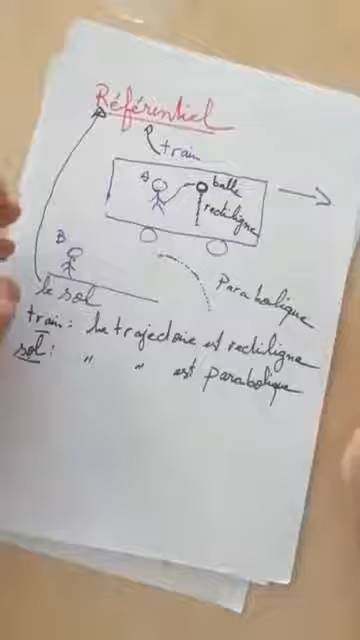 Référentiel
train
A
balle
rectiligne
B
le sol
Parabolique
train : La trajectoire est rectiligne
sol : " " est parabolique